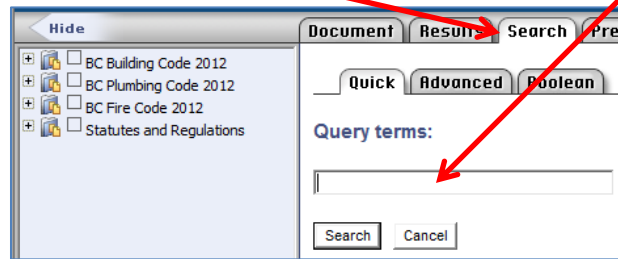 Hide
Document Results Search
BC Building Code 2012
BC Plumbing Code 2012
BC Fire Code 2012
Statutes and Regulations
Quick Advanced Boolean
Query terms:
Search Cancel